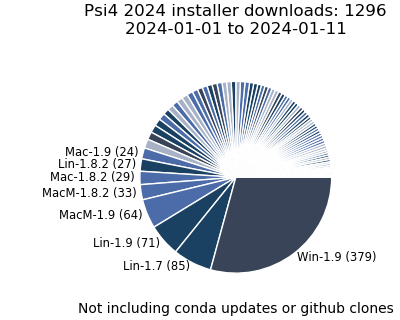 Psi4 2024 installer downloads: 1296
2024-01-01 to 2024-01-11
Mac-1.9 (24)
Lin-1.8.2 (27)
Mac-1.8.2 (29)
MacM-1.8.2 (33)
MacM-1.9 (64)
Lin-1.9 (71)
Lin-1.7 (85)
Win-1.9 (379)
Not including conda updates or github clones